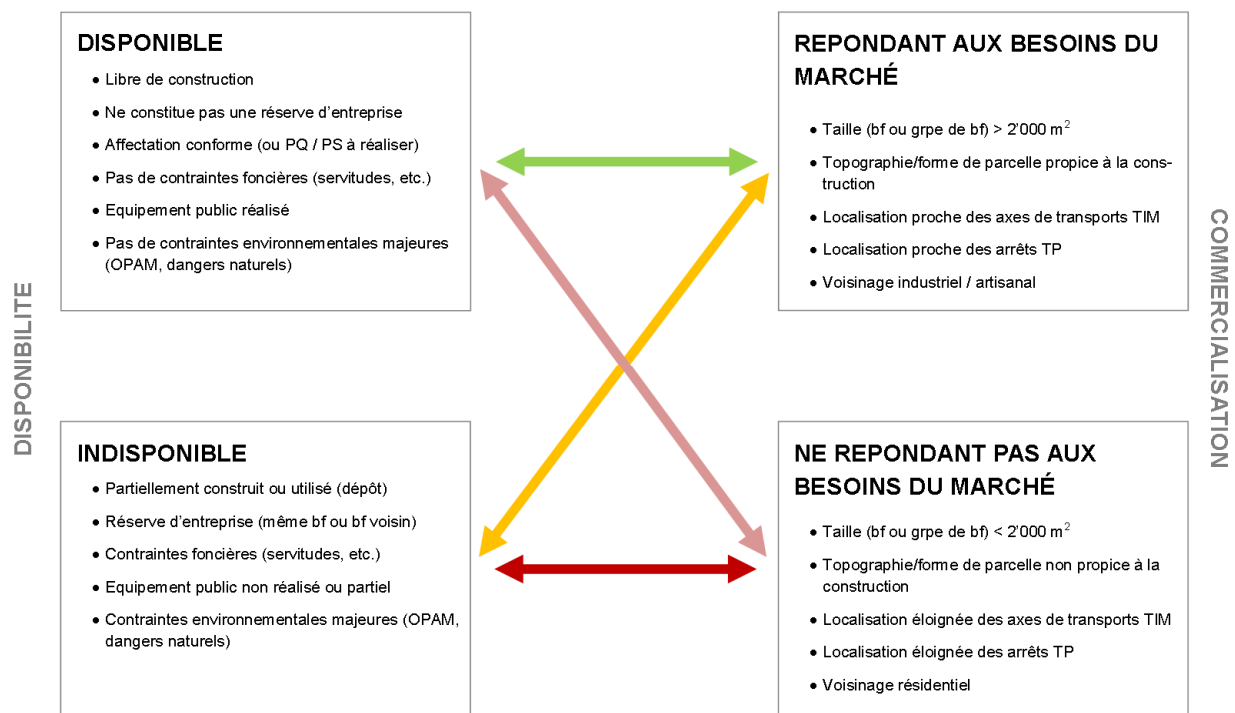 DISPONIBILITE
DISPONIBLE
● Libre de construction
● Ne constitue pas une réserve d'entreprise
● Affectation conforme (ou PQ / PS à réaliser)
● Pas de contraintes foncières (servitudes, etc.)
● Equipement public réalisé
● Pas de contraintes environnementales majeures
(OPAM, dangers naturels)
INDISPONIBLE
● Partiellement construit ou utilisé (dépôt)
● Réserve d'entreprise (même bf ou bf voisin)
● Contraintes foncières (servitudes, etc.)
● Equipement public non réalisé ou partiel
● Contraintes environnementales majeures (OPAM,
dangers naturels)
REPONDANT AUX BESOINS DU
MARCHÉ
● Taille (bf ou grpe de bf) > 2'000 m²
● Topographie/forme de parcelle propice à la cons-
truction
● Localisation proche des axes de transports TIM
● Localisation proche des arrêts TP
● Voisinage industriel / artisanal
NE REPONDANT PAS AUX
BESOINS DU MARCHÉ
● Taille (bf ou grpe de bf) < 2'000 m²
● Topographie/forme de parcelle non propice à la
construction
● Localisation éloignée des axes de transports TIM
● Localisation éloignée des arrêts TP
● Voisinage résidentiel
COMMERCIALISATION